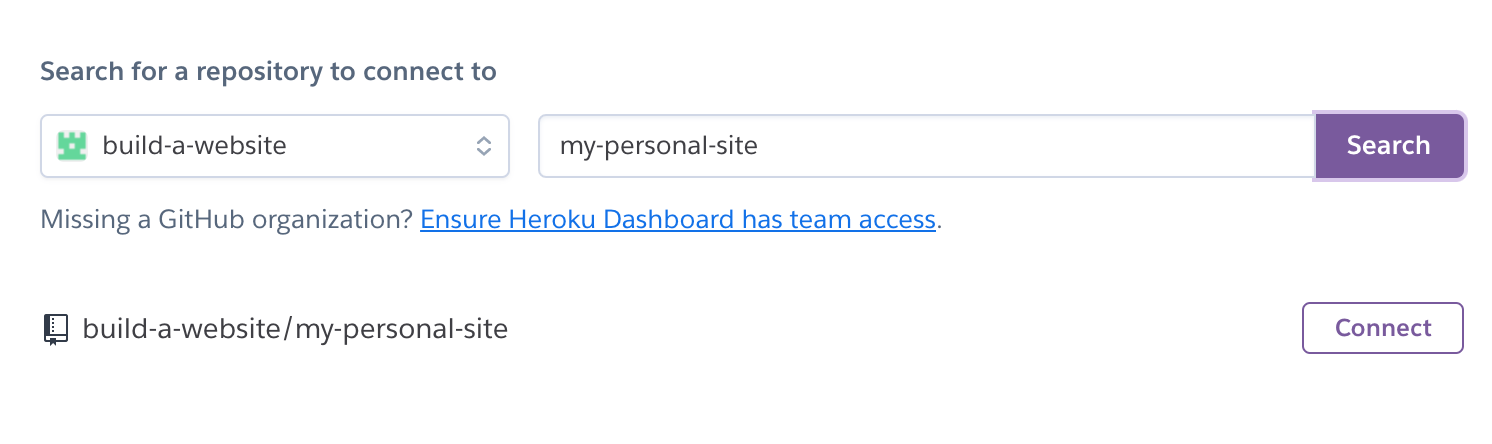 Search for a repository to connect to
build-a-website my-personal-site Search
Missing a GitHub organization? Ensure Heroku Dashboard has team access.
build-a-website/my-personal-site Connect